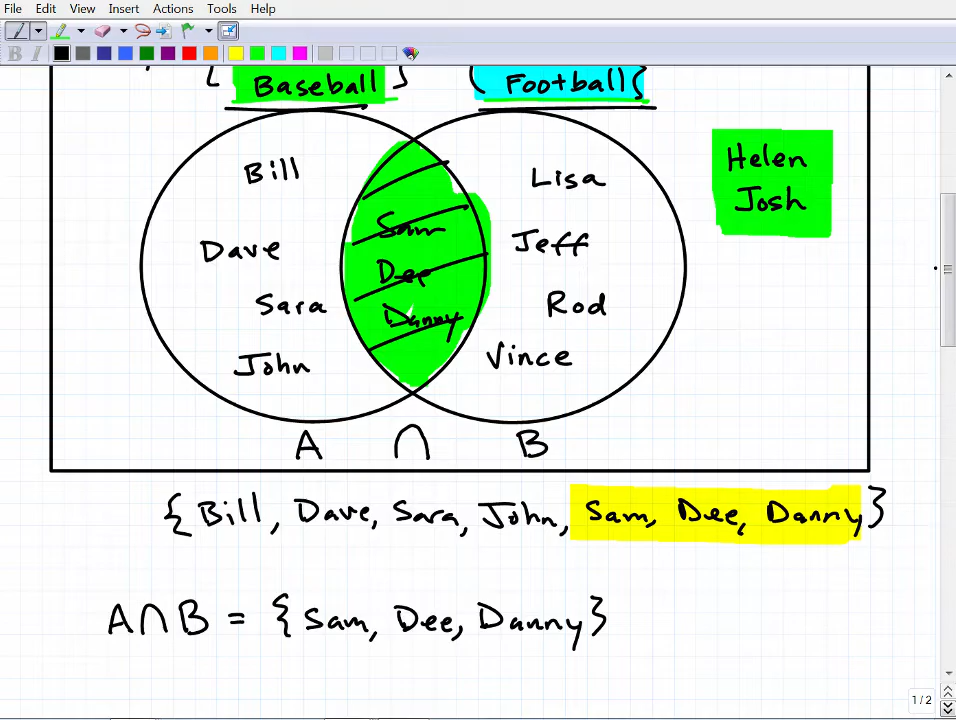 File Edit View Insert Actions Tools Help
B I
{ Baseball } { Football }
Bill Lisa Helen
Sam Josh
Dave Jeff
Dee
Sara Danny Rod
John Vince
A ∩ B
{Bill, Dave, Sara, John, Sam, Dee, Danny}
A∩B = {Sam, Dee, Danny}
1 / 2